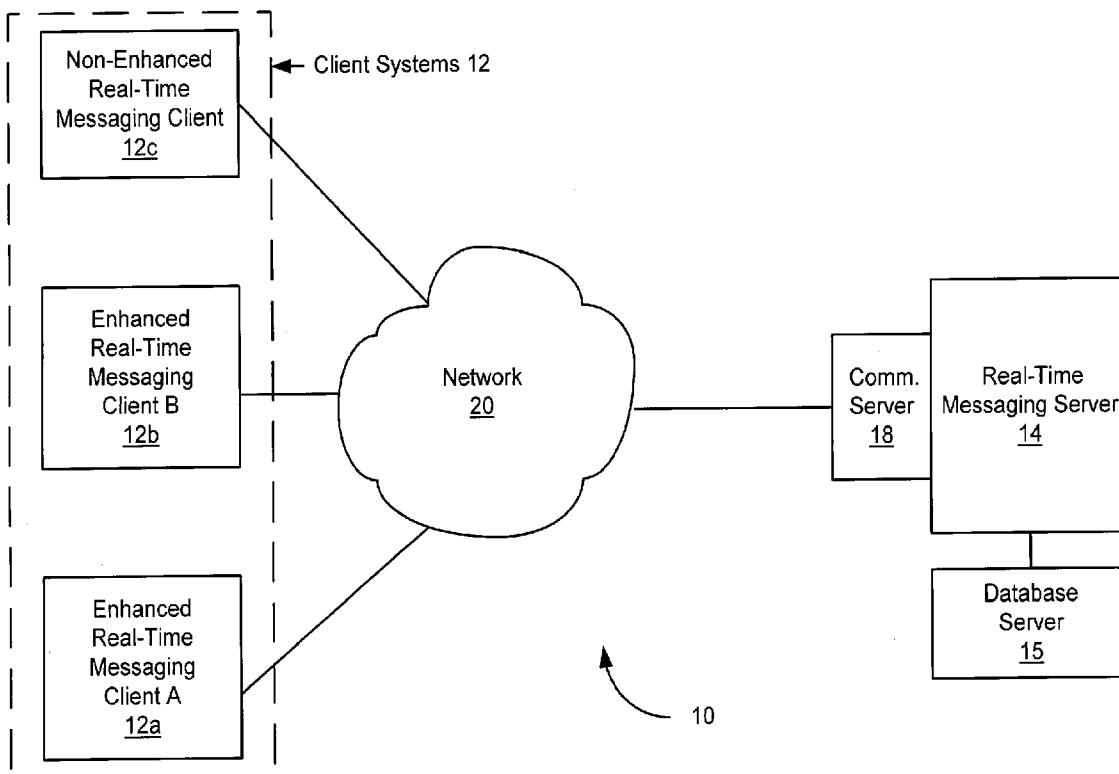 Non-Enhanced
Real-Time
Messaging Client
12c
Client Systems 12
Enhanced
Real-Time
Messaging
Client B
12b
Network
20
Comm.
Server
18
Real-Time
Messaging Server
14
Enhanced
Real-Time
Messaging
Client A
12a
Database
Server
15
10